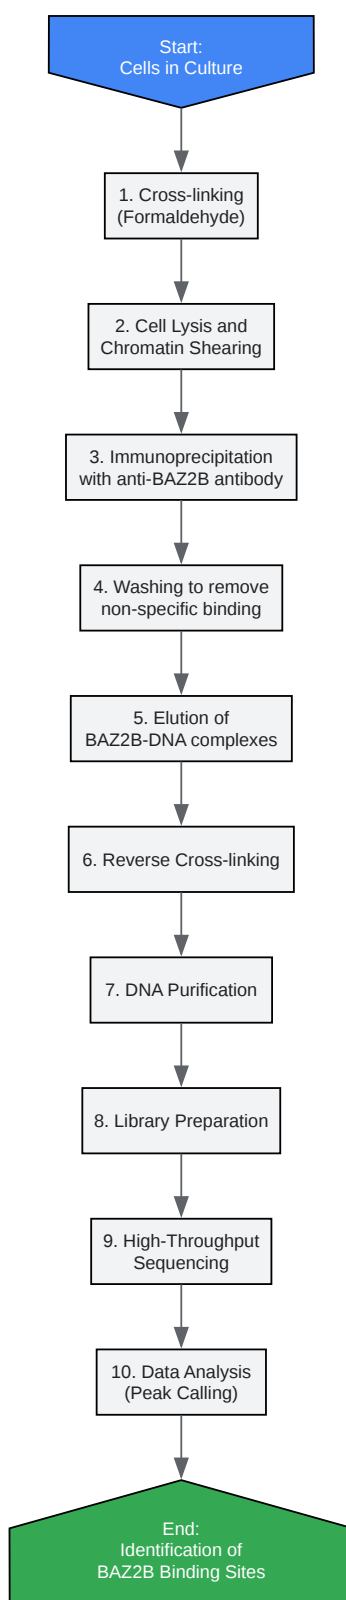 Start:
Cells in Culture
1. Cross-linking
(Formaldehyde)
2. Cell Lysis and
Chromatin Shearing
3. Immunoprecipitation
with anti-BAZ2B antibody
4. Washing to remove
non-specific binding
5. Elution of
BAZ2B-DNA complexes
6. Reverse Cross-linking
7. DNA Purification
8. Library Preparation
9. High-Throughput
Sequencing
10. Data Analysis
(Peak Calling)
End:
Identification of
BAZ2B Binding Sites